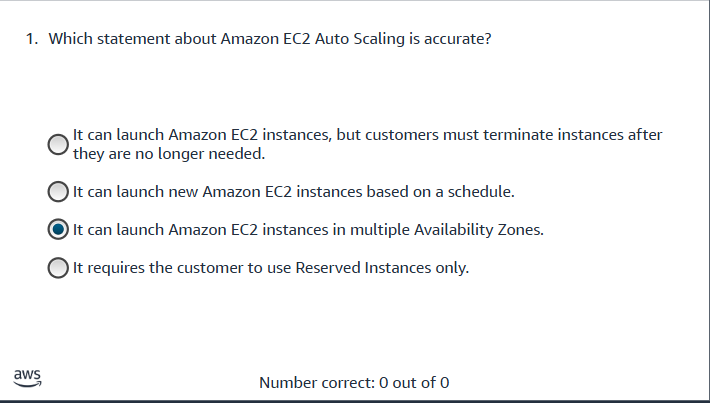 1. Which statement about Amazon EC2 Auto Scaling is accurate?
It can launch Amazon EC2 instances, but customers must terminate instances after
they are no longer needed.
It can launch new Amazon EC2 instances based on a schedule.
It can launch Amazon EC2 instances in multiple Availability Zones.
It requires the customer to use Reserved Instances only.
aws
Number correct: 0 out of 0